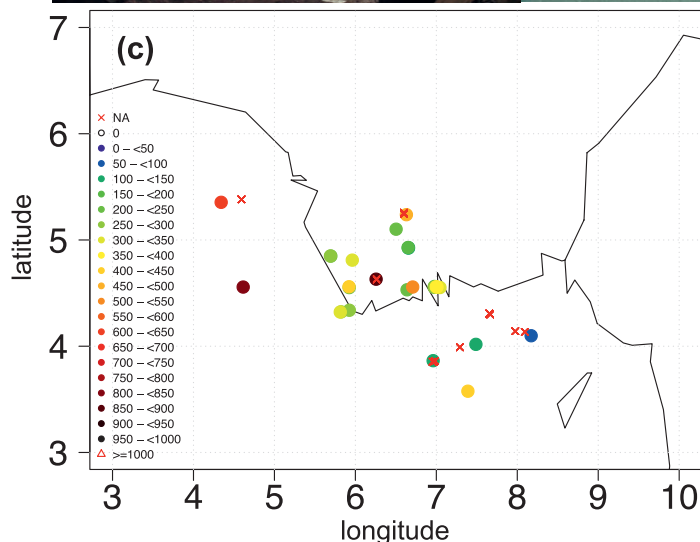 (c)
7
6
5
4
3
latitude
NA
0
0 – <50
50 – <100
100 – <150
150 – <200
200 – <250
250 – <300
300 – <350
350 – <400
400 – <450
450 – <500
500 – <550
550 – <600
600 – <650
650 – <700
700 – <750
750 – <800
800 – <850
850 – <900
900 – <950
950 – <1000
>=1000
3 4 5 6 7 8 9 10
longitude